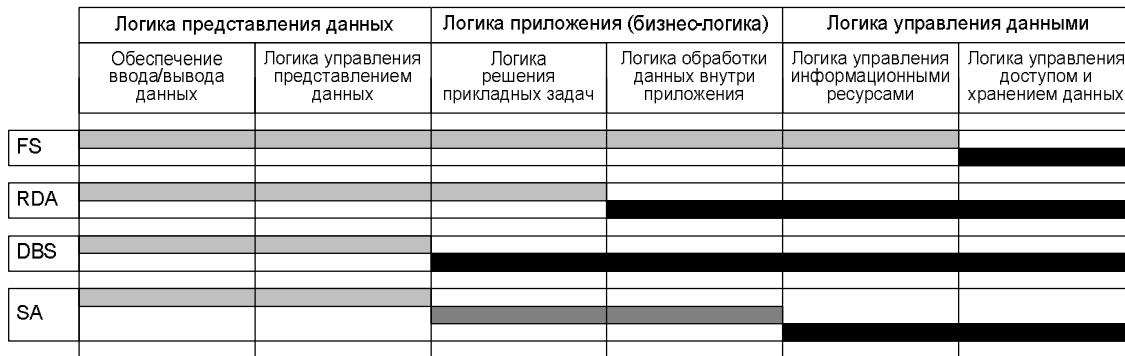 Логика представления данных
Логика приложения (бизнес-логика)
Логика управления данными
Обеспечение
ввода/вывода
данных
Логика управления
представлением
данных
Логика
решения
прикладных задач
Логика обработки
данных внутри
приложения
Логика управления
информационными
ресурсами
Логика управления
доступом и
хранением данных
FS
RDA
DBS
SA